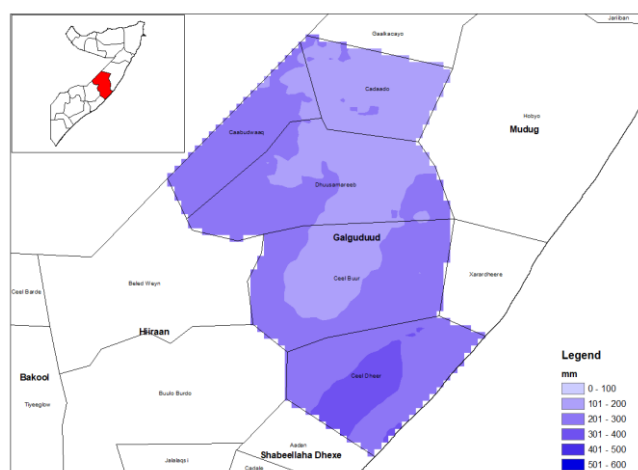 Jariiban
Gaalkacayo
Cadaado
Hobyo
Mudug
Caabudwaaq
Dhuusamareeb
Galguduud
Xarardheere
Ceel Barde
Beled Weyn
Ceel Buur
Hiiraan
Bakool
Tiyeeglow
Buulo Burdo
Ceel Dheer
Aadan
Jalalaqsi
Shabeellaha Dhexe
Cadale
Legend
mm
0 - 100
101 - 200
201 - 300
301 - 400
401 - 500
501 - 600